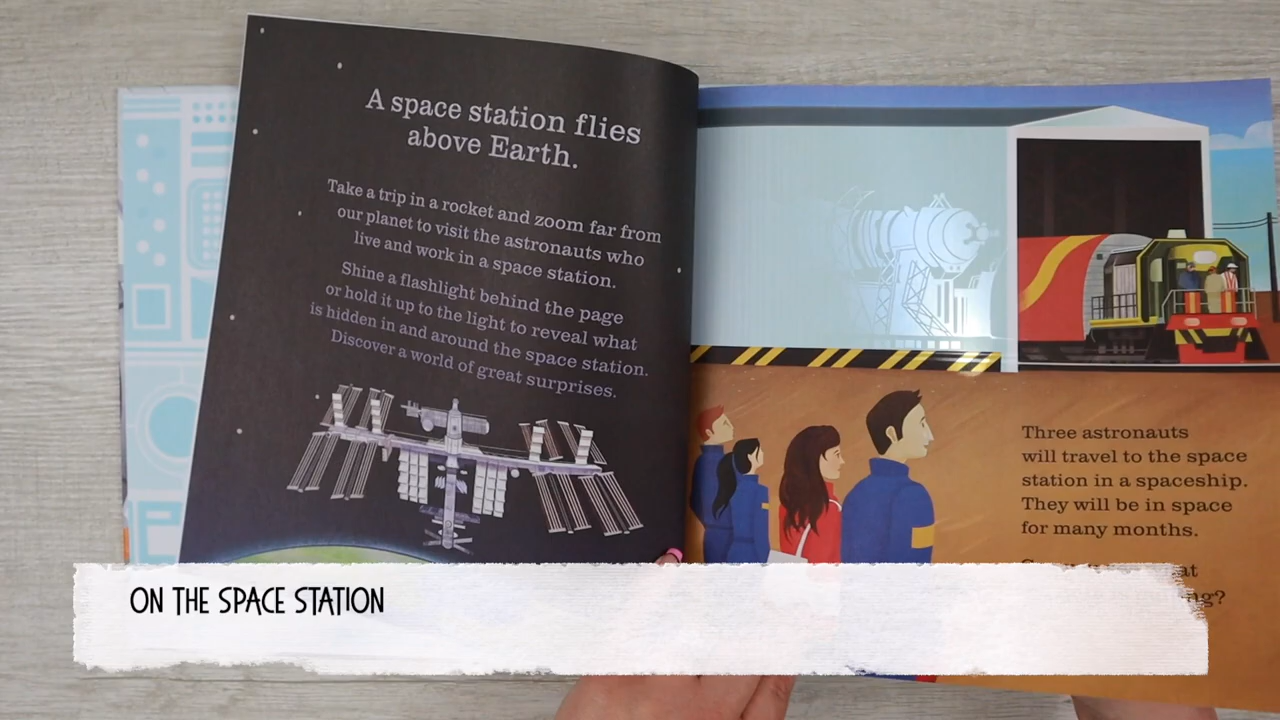 A space station flies
above Earth.
Take a trip in a rocket and zoom far from
our planet to visit the astronauts who
live and work in a space station.
Shine a flashlight behind the page
or hold it up to the light to reveal what
is hidden in and around the space station.
Discover a world of great surprises.
Three astronauts
will travel to the space
station in a spaceship.
They will be in space
for many months.
ON THE SPACE STATION